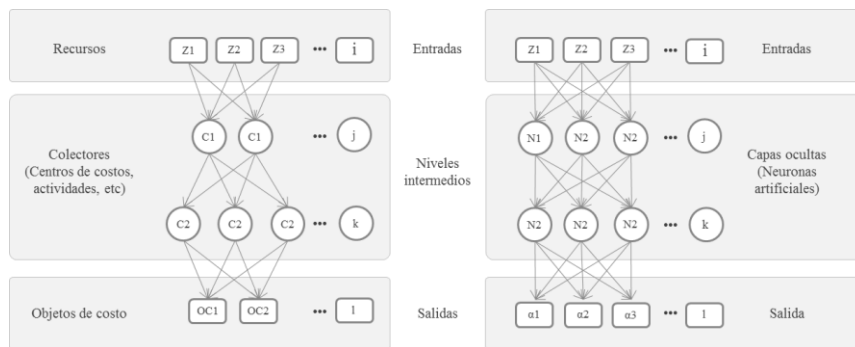 Recursos Z1 Z2 Z3 ••• i Entradas Z1 Z2 Z3 ••• i Entradas
Colectores
(Centros de costos,
actividades, etc)
C1 C1 ••• j
C2 C2 C2 ••• k
Niveles
intermedios
N1 N2 N2 ••• j
N2 N2 N2 ••• k
Capas ocultas
(Neuronas
artificiales)
Objetos de costo OC1 OC2 ••• l Salidas α1 α2 α3 ••• l Salida